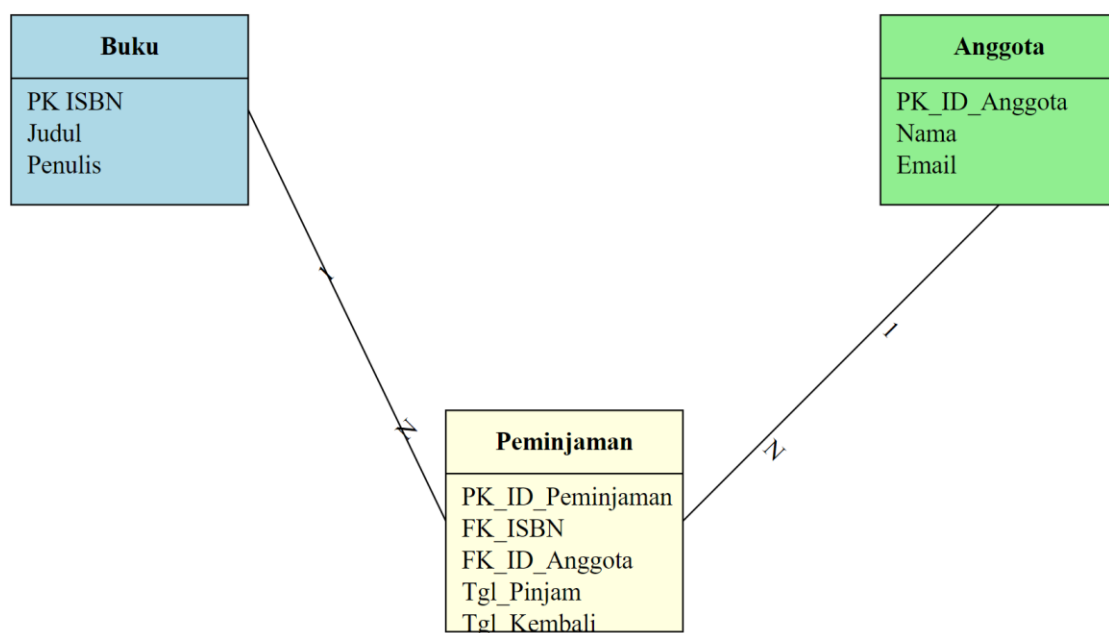 Buku
PK ISBN
Judul
Penulis
Anggota
PK_ID_Anggota
Nama
Email
1
N
1
N
Peminjaman
PK_ID_Peminjaman
FK_ISBN
FK_ID_Anggota
Tgl_Pinjam
Tgl_Kembali